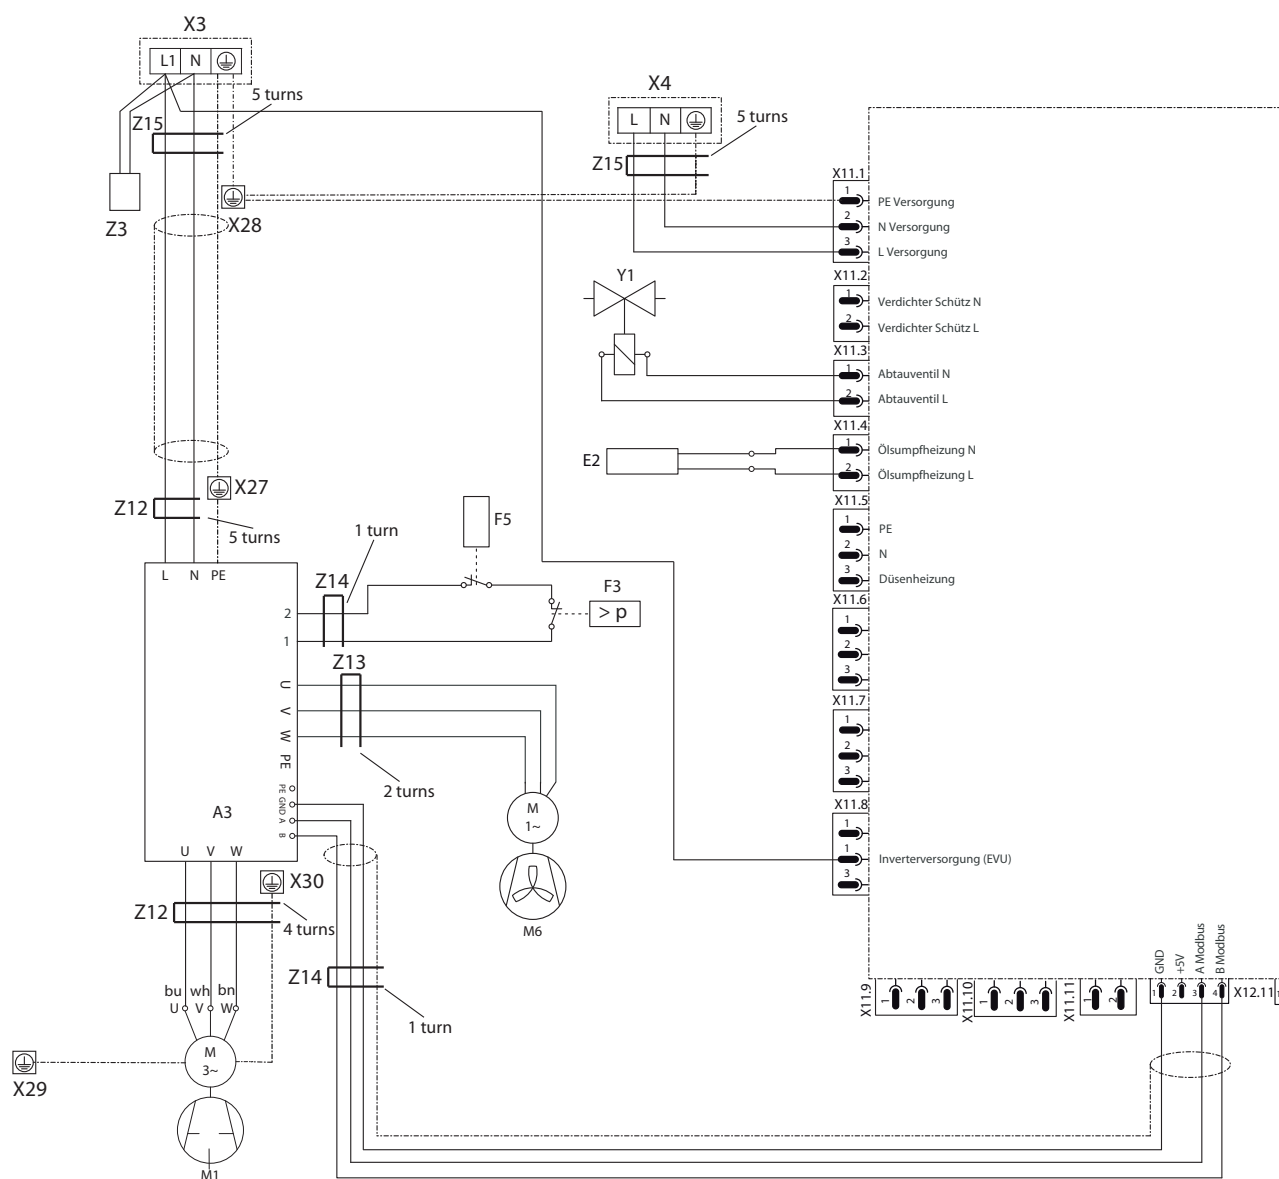 X3
L1 N
5 turns
Z15
Z3
X28
X4
L N
5 turns
Z15
X11.1
1 PE Versorgung
2 N Versorgung
3 L Versorgung
X11.2
1 Verdichter Schütz N
2 Verdichter Schütz L
Y1
X11.3
1 Abtauventil N
2 Abtauventil L
X11.4
E2
1 Ölsumpfheizung N
2 Ölsumpfheizung L
X11.5
1 PE
2 N
3 Düsenheizung
X11.6
1
2
3
X11.7
1
2
3
X11.8
1
1 Inverterversorgung (EVU)
3
X27
Z12
5 turns
L N PE
F5
1 turn
Z14
F3
> p
2
1
Z13
U
V
W
PE
2 turns
PE
GND
A
B
A3
M
1~
M6
U V W
X30
Z12
4 turns
Z14
1 turn
bu wh bn
U V W
M
3~
X29
M1
GND
+5V
A Modbus
B Modbus
X11.9
1 2 3
X11.10
1 2 3
X11.11
1 2
1 2 3 4
X12.11
1